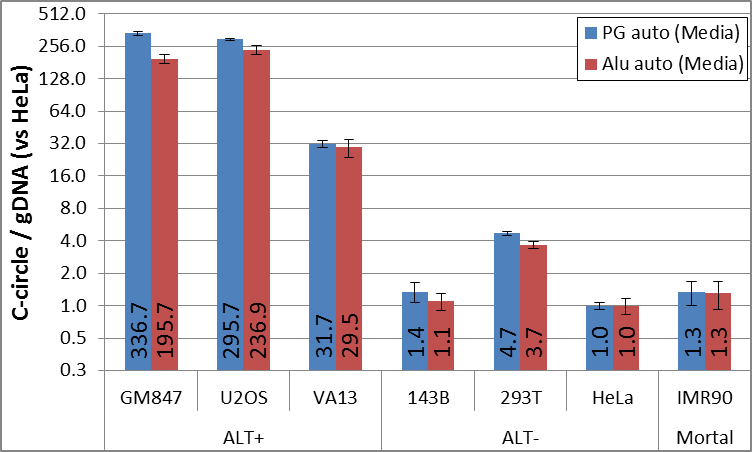 C-circle / gDNA (vs HeLa)
512.0
256.0
128.0
64.0
32.0
16.0
8.0
4.0
2.0
1.0
0.5
0.3
PG auto (Media)
Alu auto (Media)
336.7 195.7 295.7 236.9 31.7 29.5 1.4 1.1 4.7 3.7 1.0 1.0 1.3 1.3
GM847 U2OS VA13 143B 293T HeLa IMR90
ALT+ ALT- Mortal